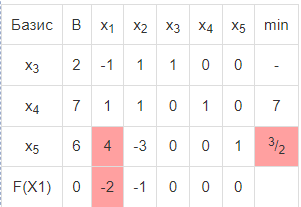 Базис B x1 x2 x3 x4 x5 min
x3 2 -1 1 1 0 0 -
x4 7 1 1 0 1 0 7
x5 6 4 -3 0 0 1 3/2
F(X1) 0 -2 -1 0 0 0